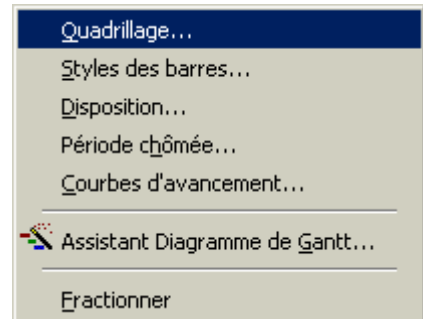 Quadrillage...
Styles des barres...
Disposition...
Période chômée...
Courbes d'avancement...
Assistant Diagramme de Gantt...
Fractionner